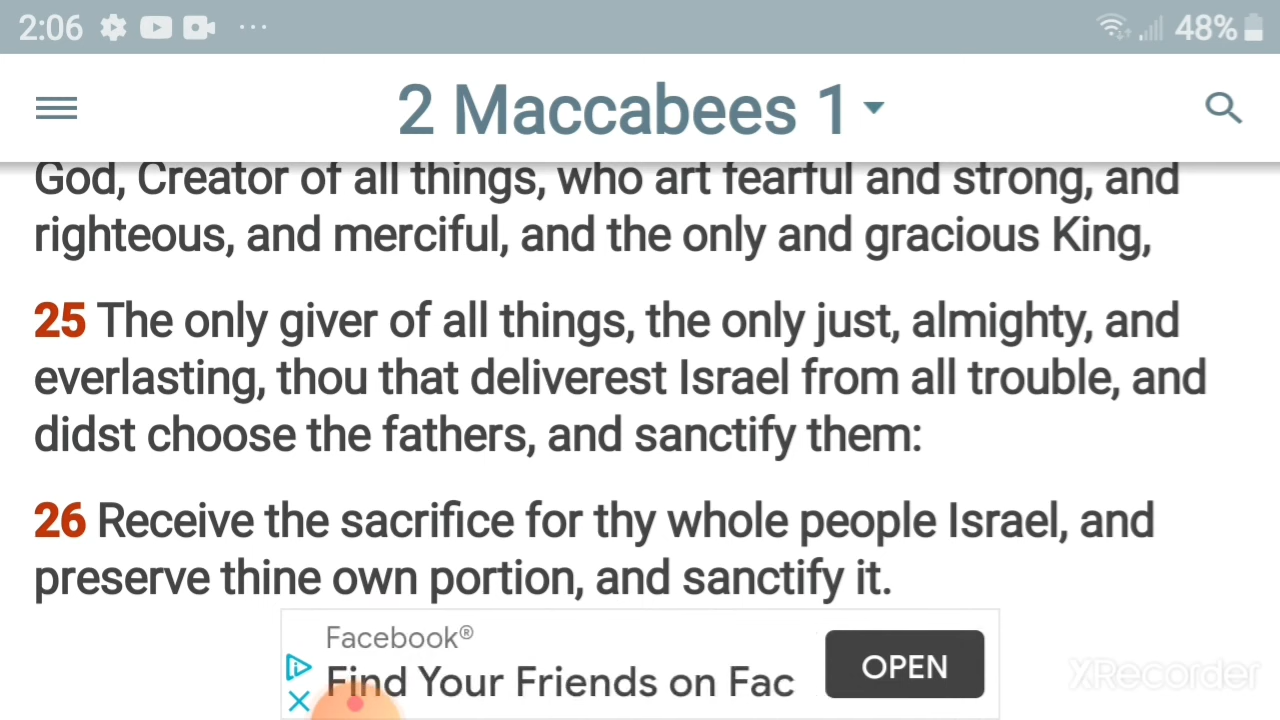 2:06 ... 48%
2 Maccabees 1
God, Creator of all things, who art fearful and strong, and
righteous, and merciful, and the only and gracious King,
25 The only giver of all things, the only just, almighty, and
everlasting, thou that deliverest Israel from all trouble, and
didst choose the fathers, and sanctify them:
26 Receive the sacrifice for thy whole people Israel, and
preserve thine own portion, and sanctify it.
Facebook®
Find Your Friends on Fac
OPEN
XRecorder